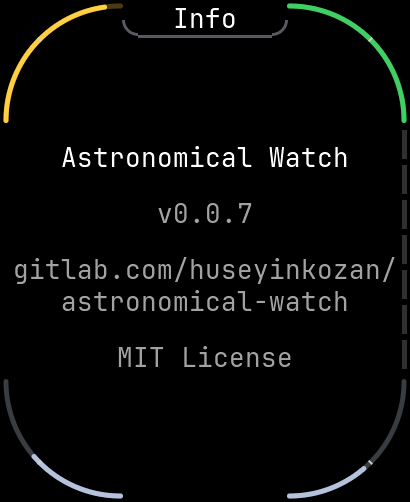 Info
Astronomical Watch
v0.0.7
gitlab.com/huseyinkozan/
astronomical-watch
MIT License